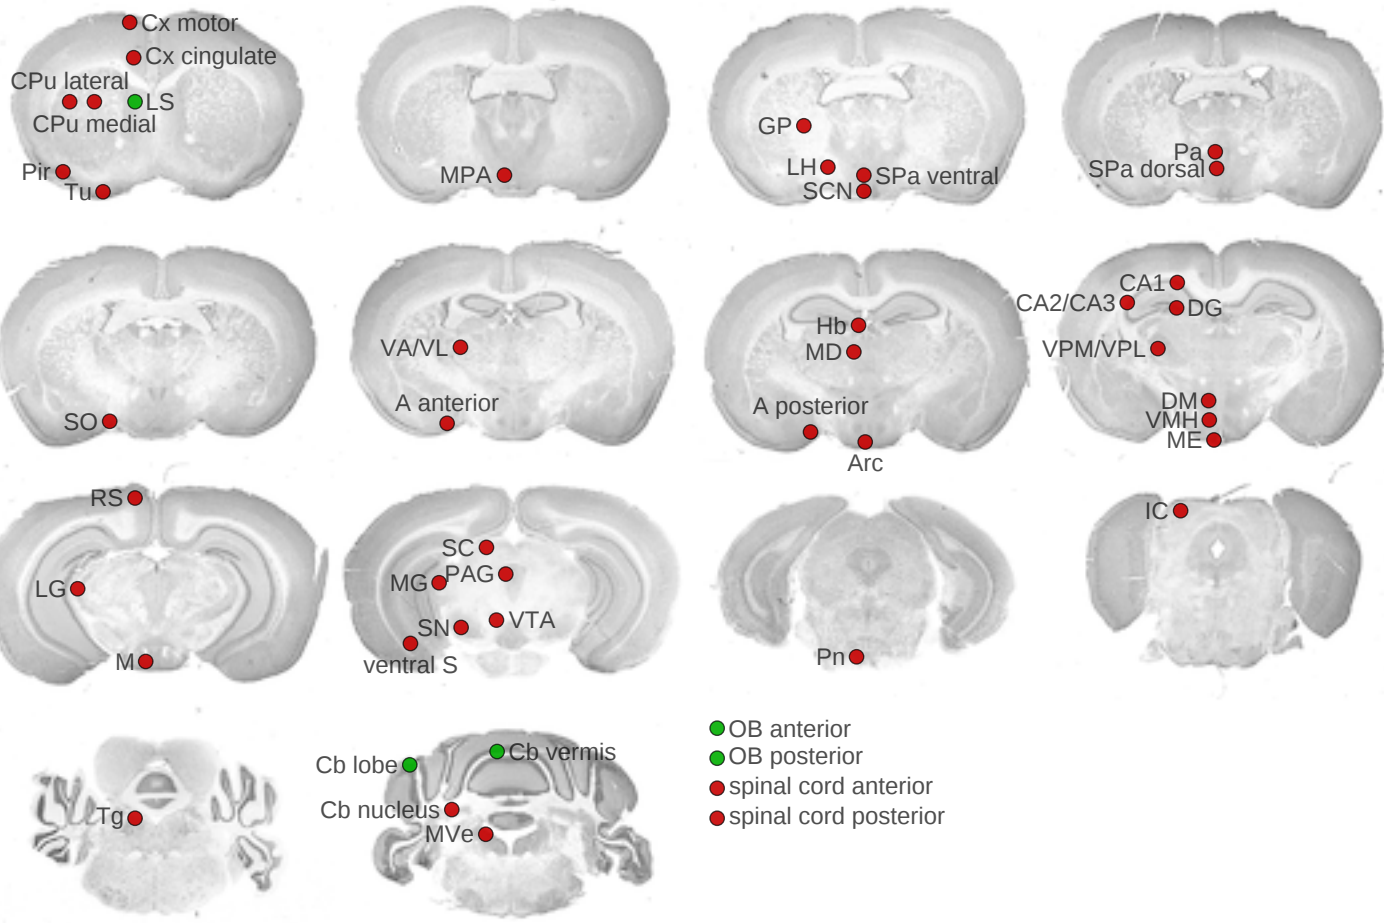 Cx motor
Cx cingulate
CPu lateral
LS
CPu medial
Pir
Tu
MPA
GP
LH
SPa ventral
SCN
Pa
SPa dorsal
SO
VA/VL
A anterior
Hb
MD
A posterior
Arc
CA1
CA2/CA3
DG
VPM/VPL
DM
VMH
ME
RS
LG
M
SC
MG
PAG
SN
VTA
ventral S
Pn
IC
Tg
Cb lobe
Cb vermis
Cb nucleus
MVe
OB anterior
OB posterior
spinal cord anterior
spinal cord posterior